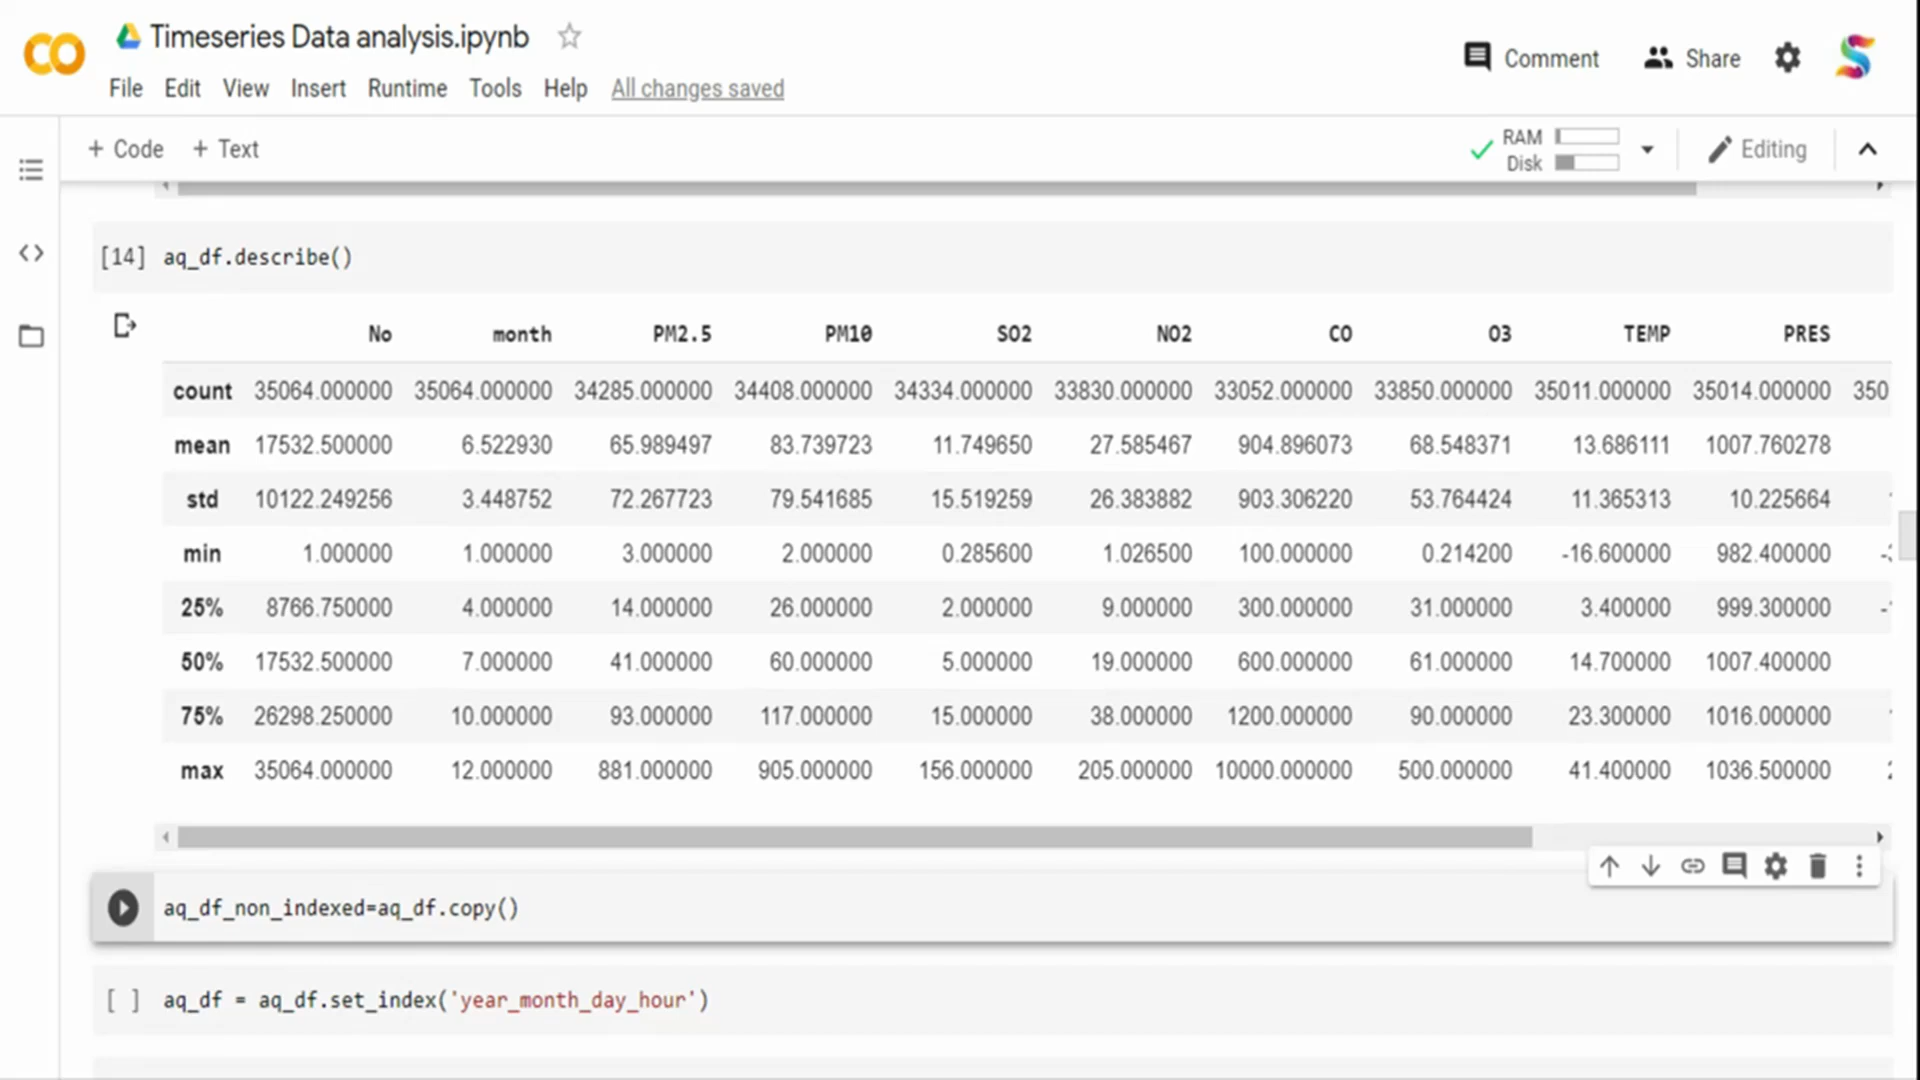 Timeseries Data analysis.ipynb
File Edit View Insert Runtime Tools Help All changes saved
Comment Share
+ Code + Text
RAM
Disk
Editing
[14] aq_df.describe()
No month PM2.5 PM10 SO2 NO2 CO O3 TEMP PRES
count 35064.000000 35064.000000 34285.000000 34408.000000 34334.000000 33830.000000 33052.000000 33850.000000 35011.000000 35014.000000 350
mean 17532.500000 6.522930 65.989497 83.739723 11.749650 27.585467 904.896073 68.548371 13.686111 1007.760278
std 10122.249256 3.448752 72.267723 79.541685 15.519259 26.383882 903.306220 53.764424 11.365313 10.225664
min 1.000000 1.000000 3.000000 2.000000 0.285600 1.026500 100.000000 0.214200 -16.600000 982.400000
25% 8766.750000 4.000000 14.000000 26.000000 2.000000 9.000000 300.000000 31.000000 3.400000 999.300000
50% 17532.500000 7.000000 41.000000 60.000000 5.000000 19.000000 600.000000 61.000000 14.700000 1007.400000
75% 26298.250000 10.000000 93.000000 117.000000 15.000000 38.000000 1200.000000 90.000000 23.300000 1016.000000
max 35064.000000 12.000000 881.000000 905.000000 156.000000 205.000000 10000.000000 500.000000 41.400000 1036.500000
aq_df_non_indexed=aq_df.copy()
[ ] aq_df = aq_df.set_index('year_month_day_hour')